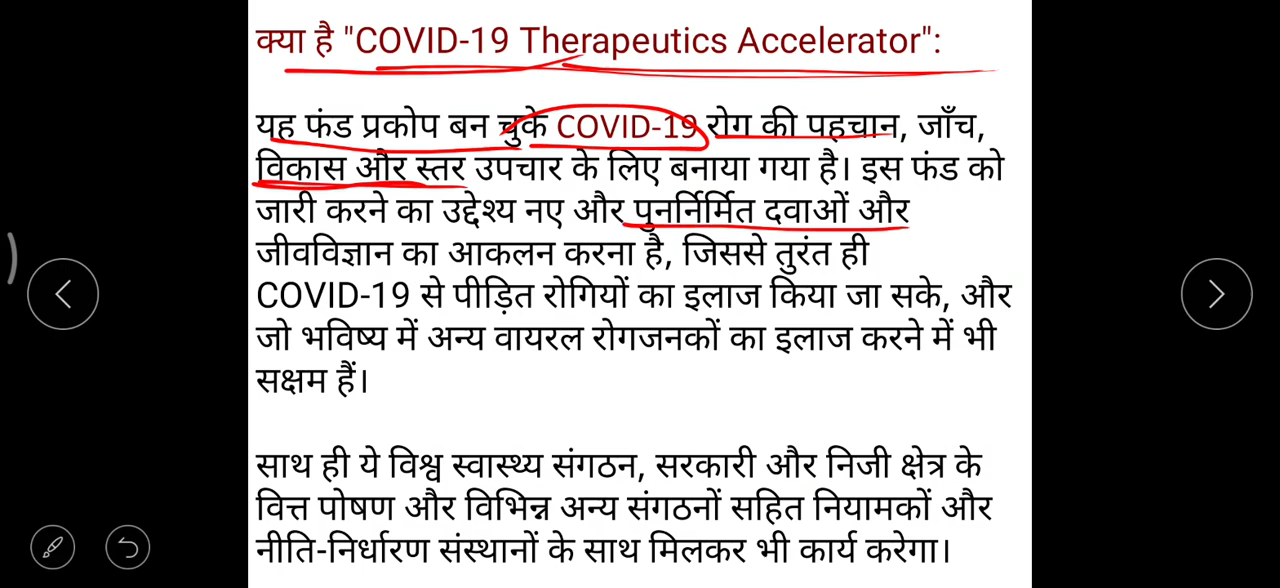 क्या है "COVID-19 Therapeutics Accelerator":
यह फंड प्रकोप बन चुके COVID-19 रोग की पहचान, जाँच,
विकास और स्तर उपचार के लिए बनाया गया है। इस फंड को
जारी करने का उद्देश्य नए और पुनर्निर्मित दवाओं और
जीवविज्ञान का आकलन करना है, जिससे तुरंत ही
COVID-19 से पीड़ित रोगियों का इलाज किया जा सके, और
जो भविष्य में अन्य वायरल रोगजनकों का इलाज करने में भी
सक्षम हैं।
साथ ही ये विश्व स्वास्थ्य संगठन, सरकारी और निजी क्षेत्र के
वित्त पोषण और विभिन्न अन्य संगठनों सहित नियामकों और
नीति-निर्धारण संस्थानों के साथ मिलकर भी कार्य करेगा।